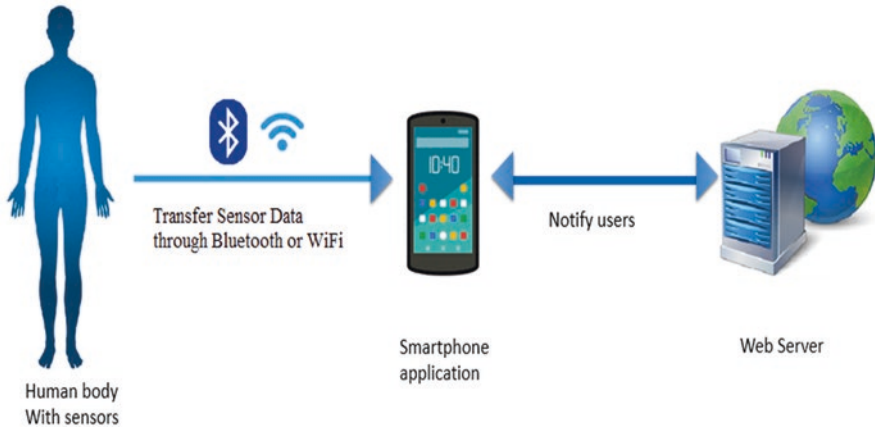 10:40
Transfer Sensor Data
through Bluetooth or WiFi
Notify users
Smartphone
application
Web Server
Human body
With sensors